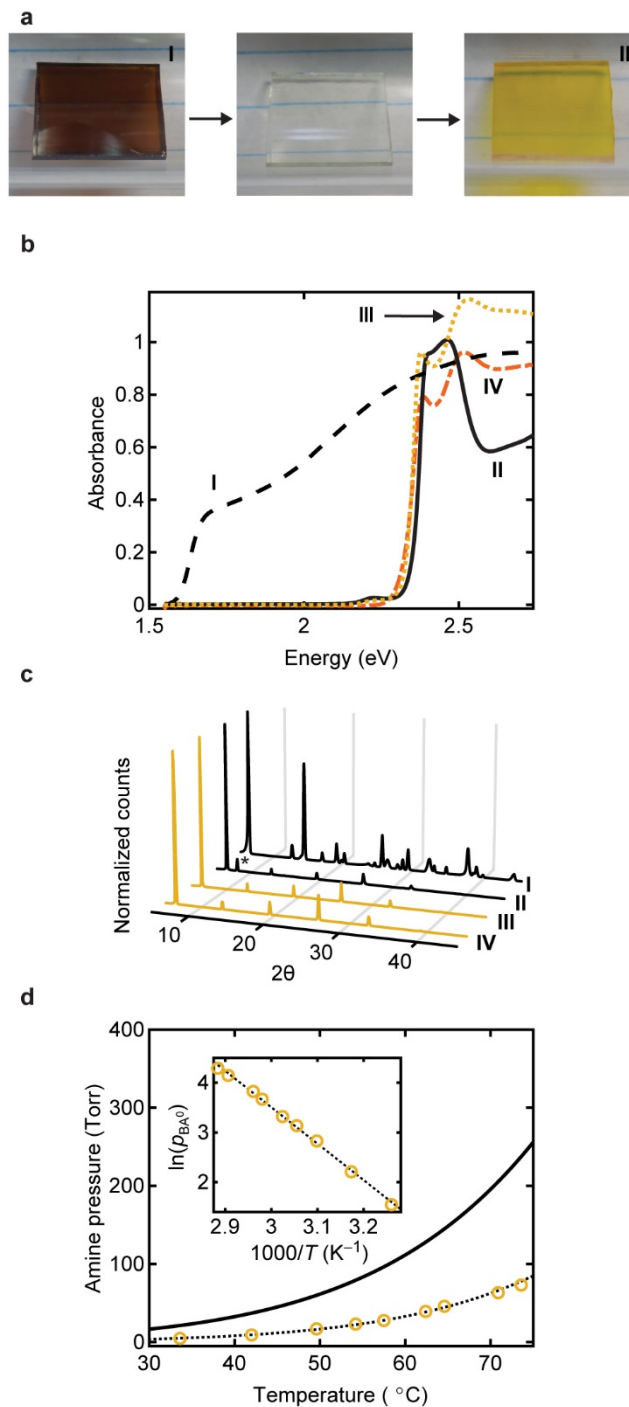 a
I
II
b
Absorbance
1
0.8
0.6
0.4
0.2
0
III
I
IV
II
1.5
2
2.5
Energy (eV)
c
Normalized counts
*
I
II
III
IV
10
20
30
40
2θ
d
Amine pressure (Torr)
400
300
200
100
0
ln(p_BA⁰)
4
3
2
2.9
3
3.1
3.2
1000/T (K⁻¹)
30
40
50
60
70
Temperature ( °C)